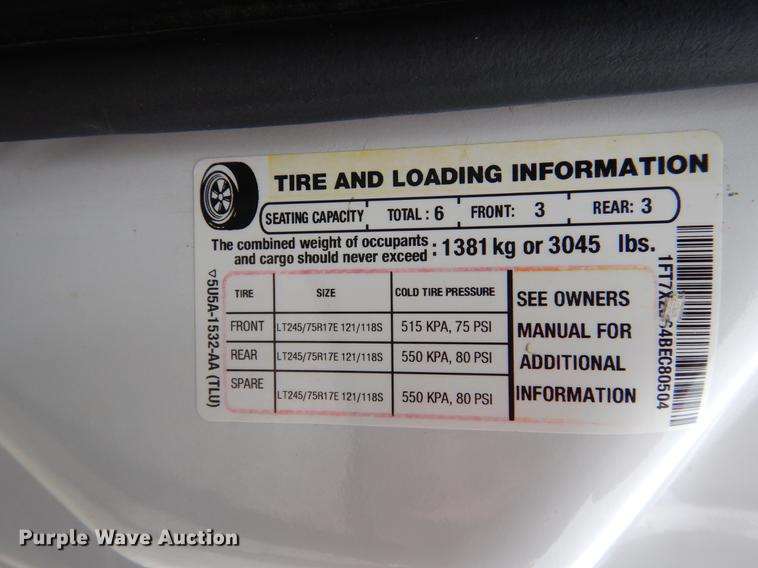 TIRE AND LOADING INFORMATION
SEATING CAPACITY TOTAL : 6 FRONT: 3 REAR: 3
The combined weight of occupants and cargo should never exceed : 1381 kg or 3045 lbs.
TIRE SIZE COLD TIRE PRESSURE
FRONT LT245/75R17E 121/118S 515 KPA, 75 PSI
REAR LT245/75R17E 121/118S 550 KPA, 80 PSI
SPARE LT245/75R17E 121/118S 550 KPA, 80 PSI
SEE OWNERS
MANUAL FOR
ADDITIONAL
INFORMATION
5U5A-1532-AA (TLU)
Purple Wave Auction